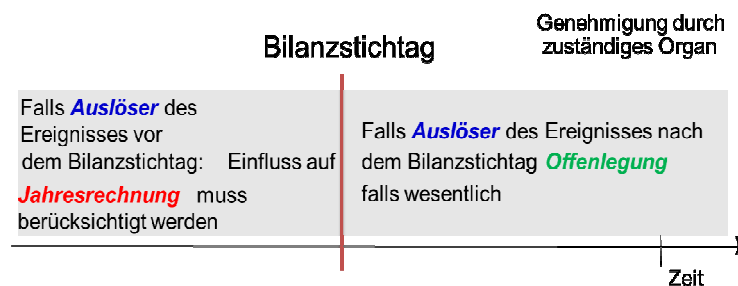 Genehmigung durch
zuständiges Organ
Bilanzstichtag
Falls Auslöser des
Ereignisses vor
dem Bilanzstichtag: Einfluss auf
Jahresrechnung muss
berücksichtigt werden
Falls Auslöser des Ereignisses nach
dem Bilanzstichtag Offenlegung
falls wesentlich
Zeit